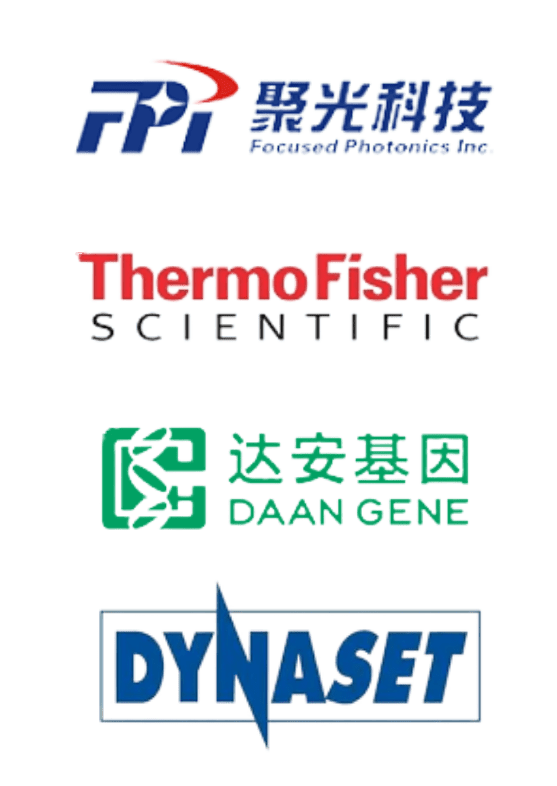 FPI
聚光科技
Focused Photonics Inc.
ThermoFisher
SCIENTIFIC
达安基因
DAAN GENE
DYNASET